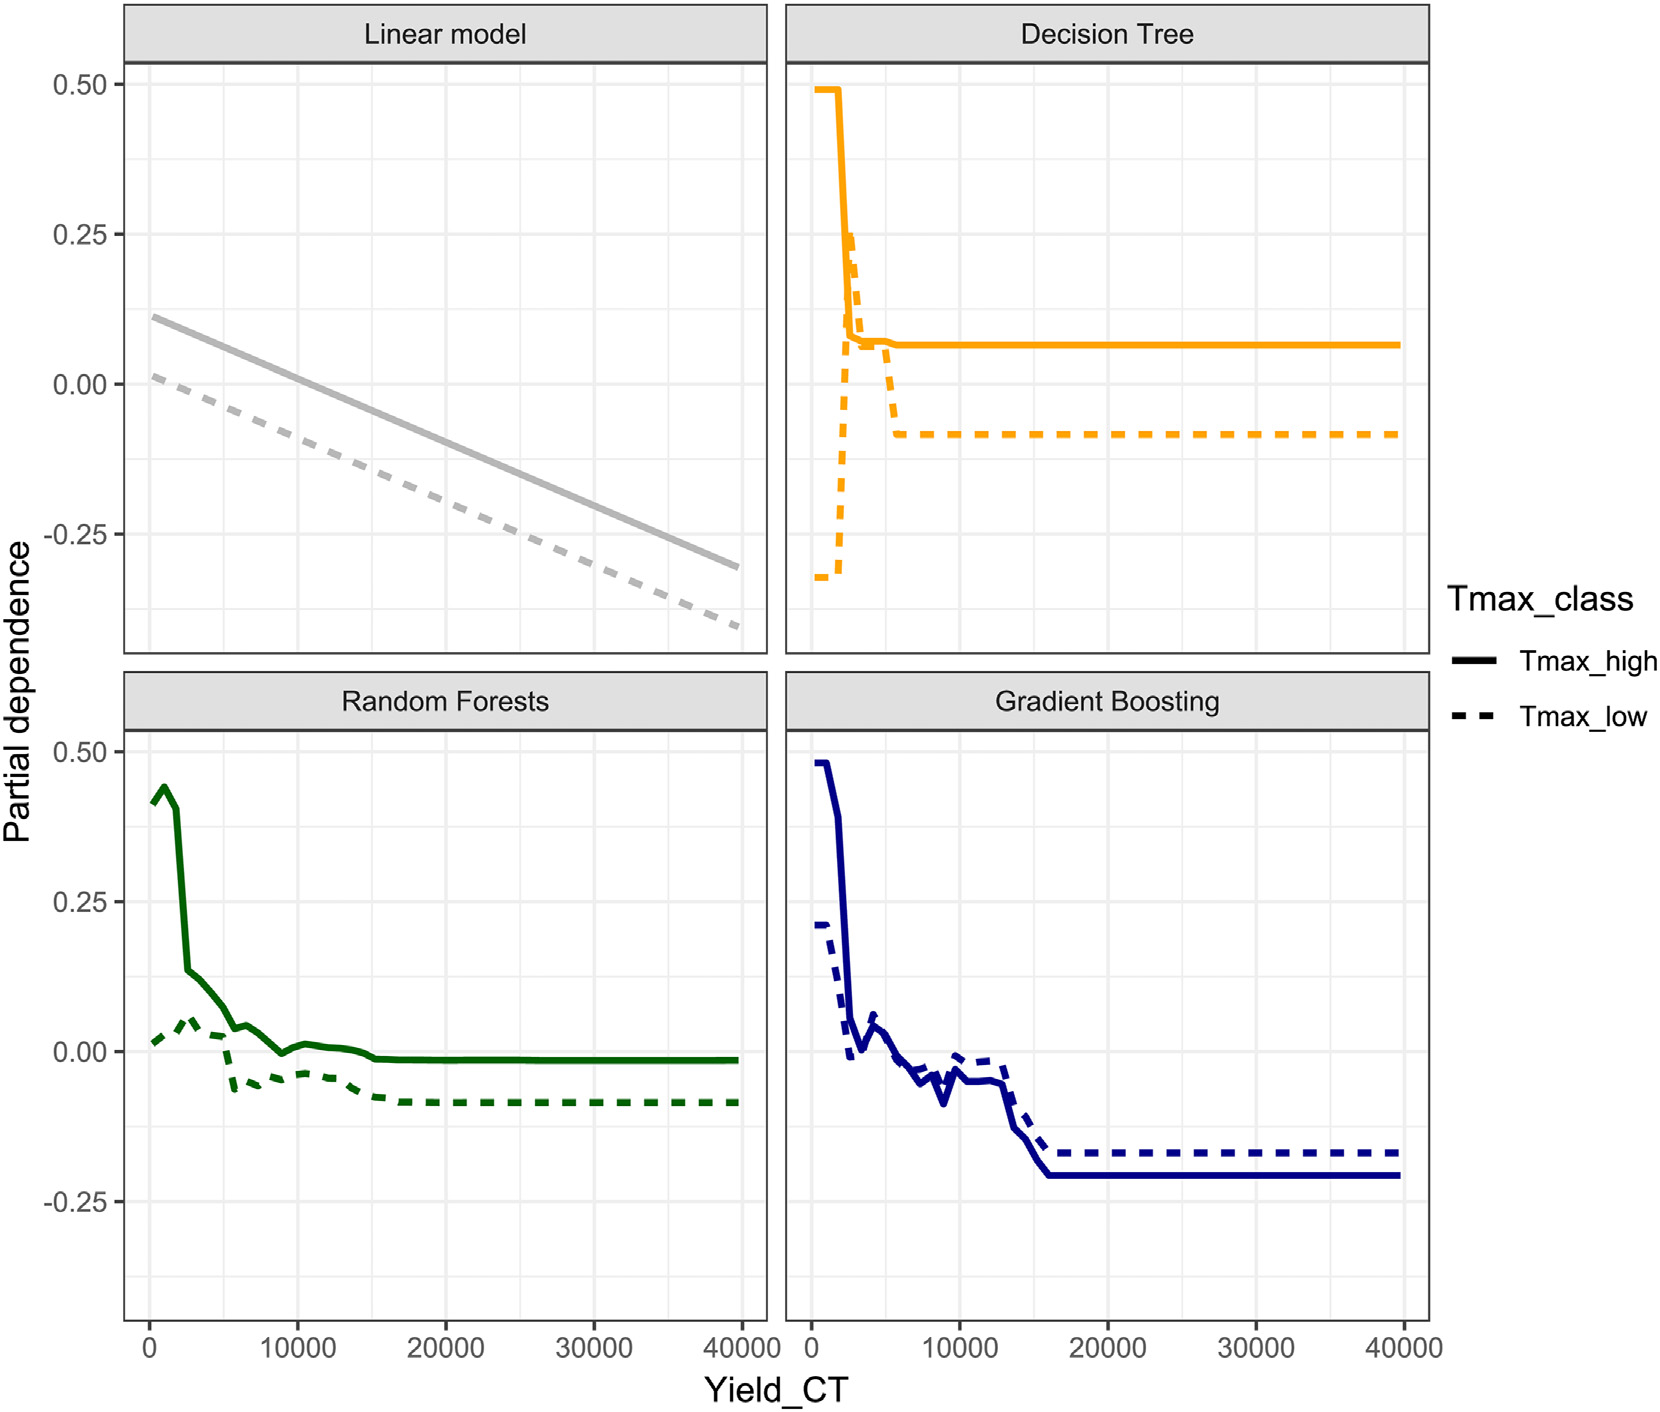 Linear model
Decision Tree
0.50
0.25
0.00
-0.25
Random Forests
Gradient Boosting
0.50
0.25
0.00
-0.25
0 10000 20000 30000 40000
0 10000 20000 30000 40000
Yield_CT
Partial dependence
Tmax_class
Tmax_high
Tmax_low